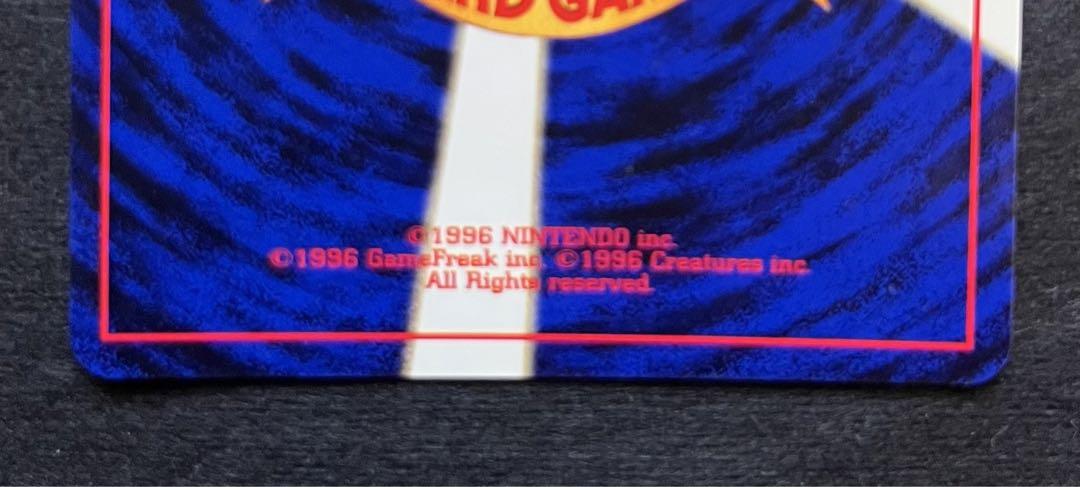 ©1996 NINTENDO inc.
©1996 GameFreak inc. ©1996 Creatures inc.
All Rights reserved.